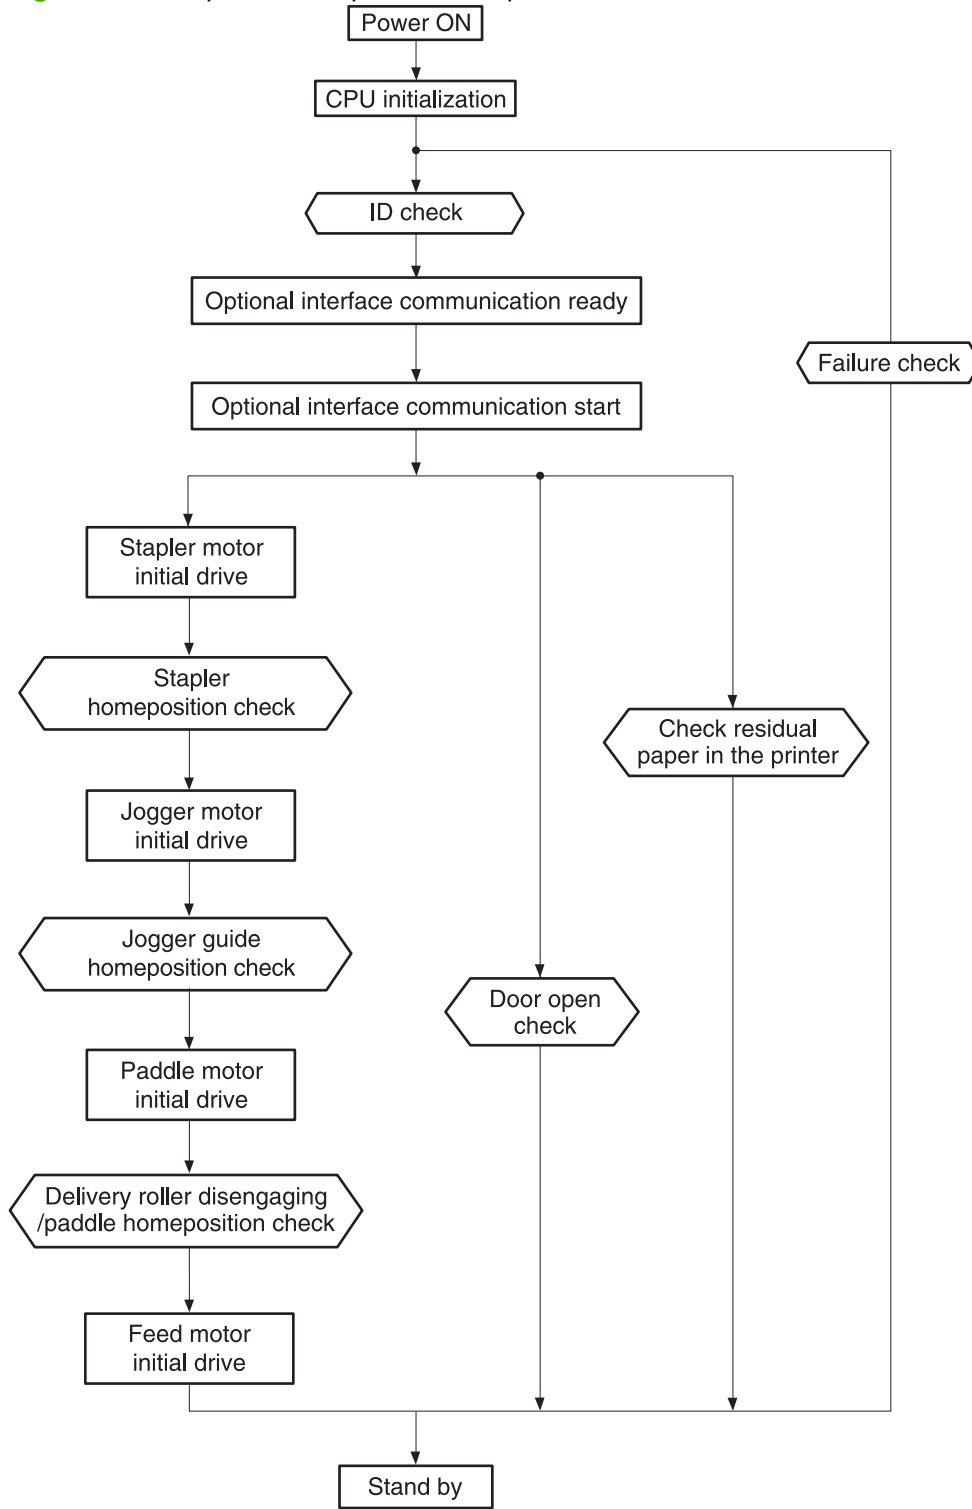 Power ON
CPU initialization
ID check
Optional interface communication ready
Failure check
Optional interface communication start
Stapler motor
initial drive
Stapler
homeposition check
Check residual
paper in the printer
Jogger motor
initial drive
Jogger guide
homeposition check
Door open
check
Paddle motor
initial drive
Delivery roller disengaging
/paddle homeposition check
Feed motor
initial drive
Stand by